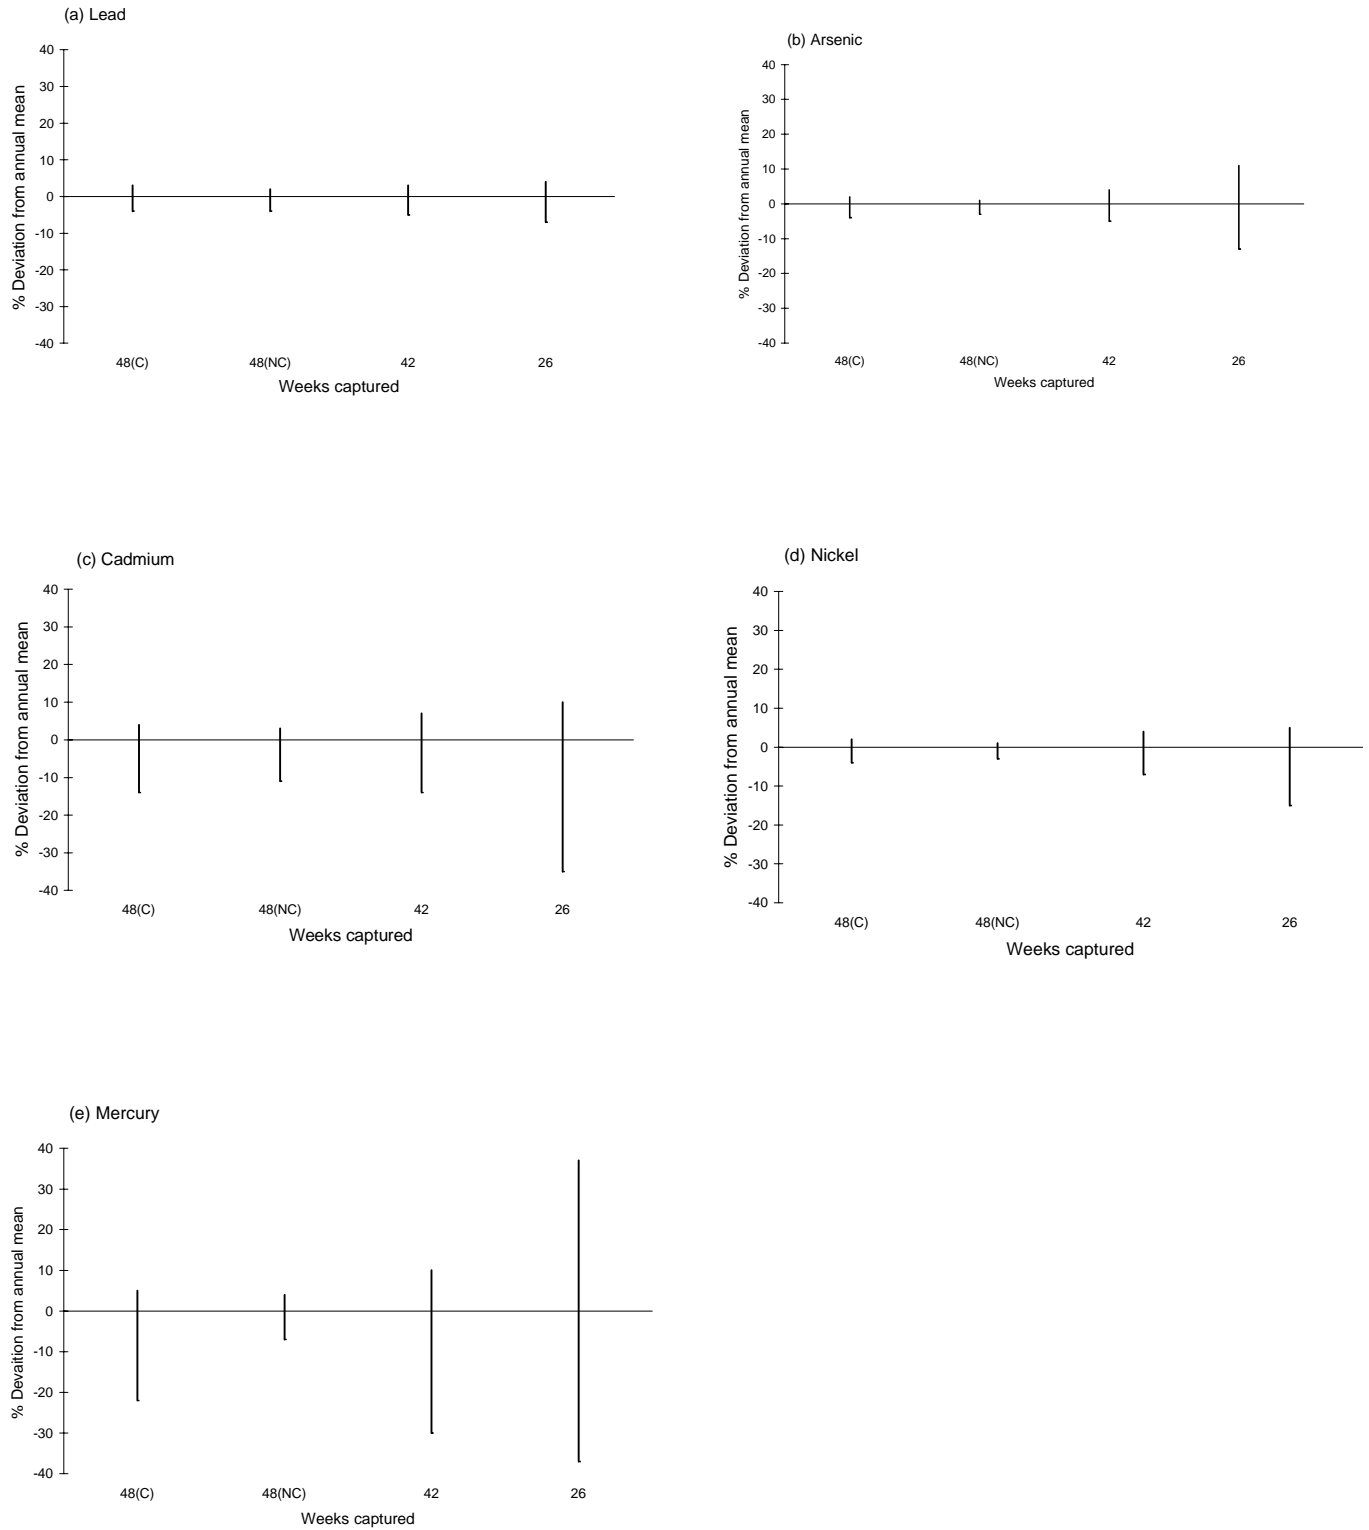 (a) Lead
% Deviation from annual mean
40
30
20
10
0
-10
-20
-30
-40
48(C) 48(NC) 42 26
Weeks captured
(b) Arsenic
% Deviation from annual mean
40
30
20
10
0
-10
-20
-30
-40
48(C) 48(NC) 42 26
Weeks captured
(c) Cadmium
% Deviation from annual mean
40
30
20
10
0
-10
-20
-30
-40
48(C) 48(NC) 42 26
Weeks captured
(d) Nickel
% Deviation from annual mean
40
30
20
10
0
-10
-20
-30
-40
48(C) 48(NC) 42 26
Weeks captured
(e) Mercury
% Devaition from annual mean
40
30
20
10
0
-10
-20
-30
-40
48(C) 48(NC) 42 26
Weeks captured